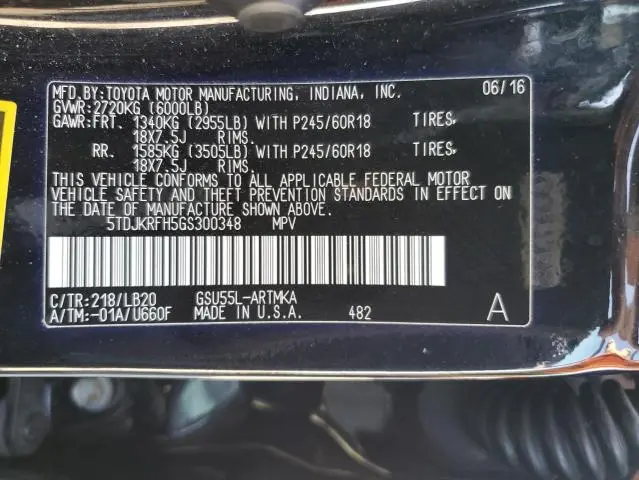 MFD.BY:TOYOTA MOTOR MANUFACTURING, INDIANA, INC. 06/16
GVWR:2720KG (6000LB)
GAWR:FRT. 1340KG (2955LB) WITH P245/60R18 TIRES,
18X7.5J RIMS.
RR. 1585KG (3505LB) WITH P245/60R18 TIRES,
18X7.5J RIMS.
THIS VEHICLE CONFORMS TO ALL APPLICABLE FEDERAL MOTOR
VEHICLE SAFETY AND THEFT PREVENTION STANDARDS IN EFFECT ON
THE DATE OF MANUFACTURE SHOWN ABOVE.
5TDJKRFH5GS300348 MPV
C/TR:218/LB20 GSU55L-ARTMKA
A/TM:-01A/U660F MADE IN U.S.A. 482 A